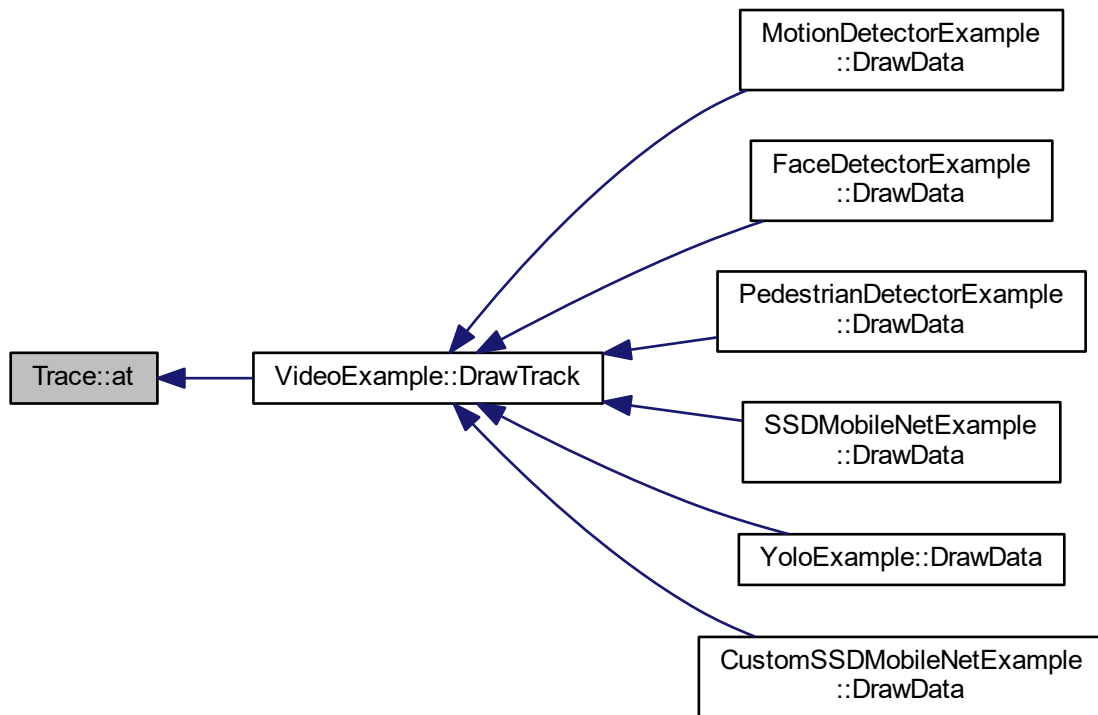 MotionDetectorExample
::DrawData
FaceDetectorExample
::DrawData
PedestrianDetectorExample
::DrawData
Trace::at
VideoExample::DrawTrack
SSDMobileNetExample
::DrawData
YoloExample::DrawData
CustomSSDMobileNetExample
::DrawData